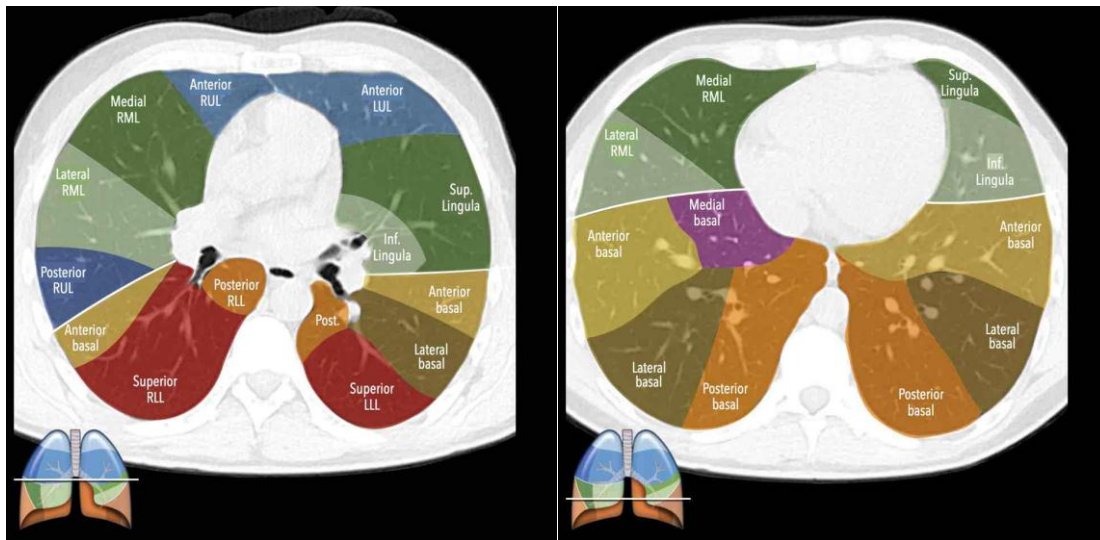 Anterior
RUL
Anterior
LUL
Medial
RML
Lateral
RML
Sup.
Lingula
Inf.
Lingula
Posterior
RUL
Posterior
RLL
Anterior
basal
Anterior
basal
Post.
Lateral
basal
Superior
RLL
Superior
LLL
Medial
RML
Sup.
Lingula
Lateral
RML
Inf.
Lingula
Medial
basal
Anterior
basal
Anterior
basal
Lateral
basal
Lateral
basal
Posterior
basal
Posterior
basal